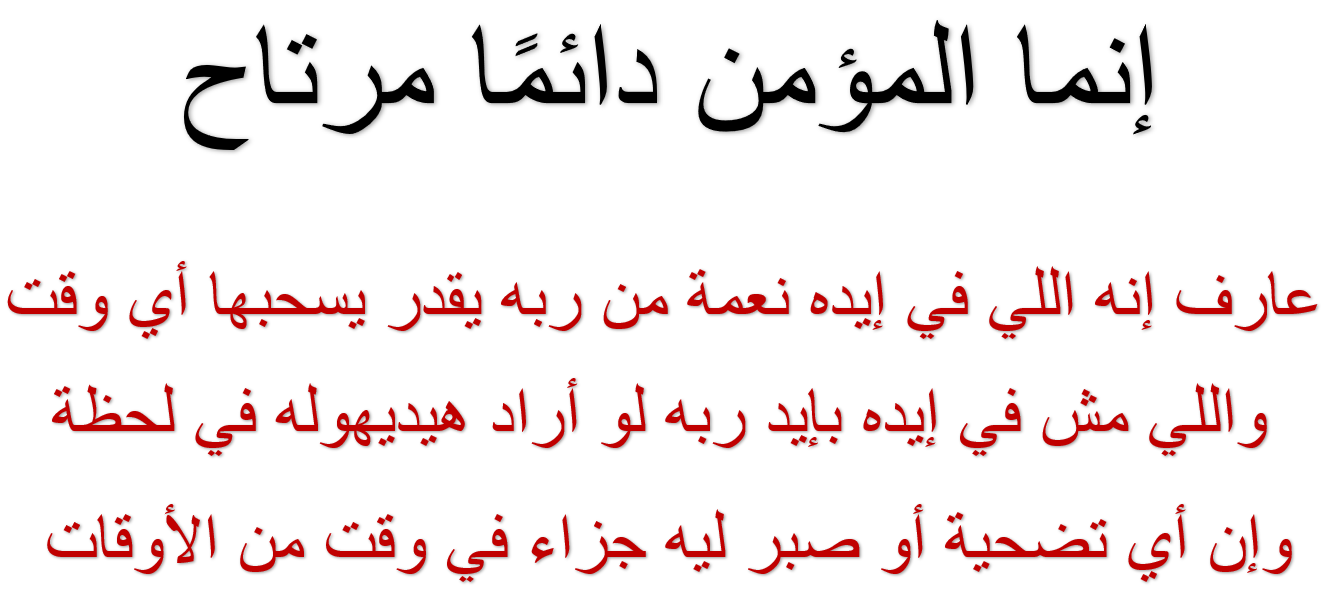 إنما المؤمن دائمًا مرتاح
عارف إنه اللي في إيده نعمة من ربه يقدر يسحبها أي وقت
واللي مش في إيده بإيد ربه لو أراد هيديهوله في لحظة
وإن أي تضحية أو صبر ليه جزاء في وقت من الأوقات